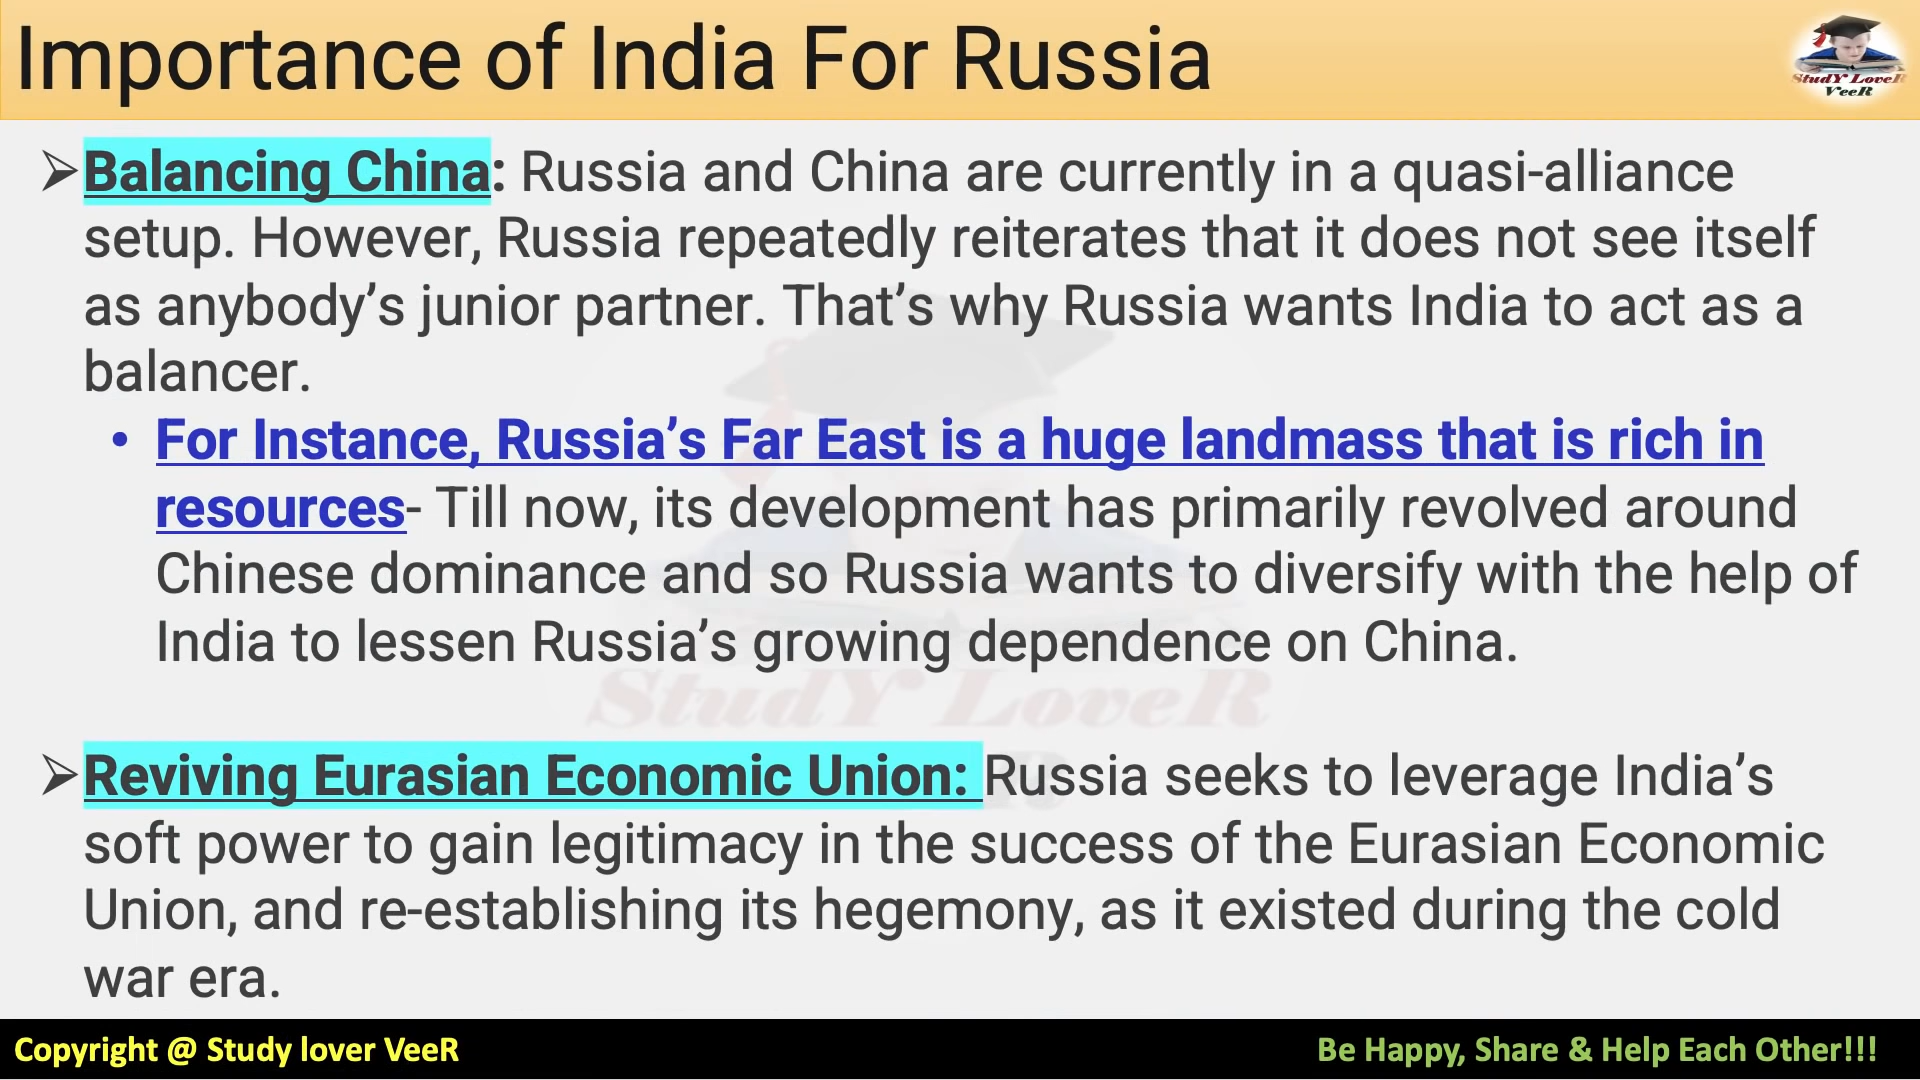 Importance of India For Russia
StudY LoveR
VeeR
➢Balancing China: Russia and China are currently in a quasi-alliance
setup. However, Russia repeatedly reiterates that it does not see itself
as anybody’s junior partner. That’s why Russia wants India to act as a
balancer.
• For Instance, Russia’s Far East is a huge landmass that is rich in
resources- Till now, its development has primarily revolved around
Chinese dominance and so Russia wants to diversify with the help of
India to lessen Russia’s growing dependence on China.
StudY LoveR
➢Reviving Eurasian Economic Union: Russia seeks to leverage India’s
soft power to gain legitimacy in the success of the Eurasian Economic
Union, and re-establishing its hegemony, as it existed during the cold
war era.
Copyright @ Study lover VeeR
Be Happy, Share & Help Each Other!!!